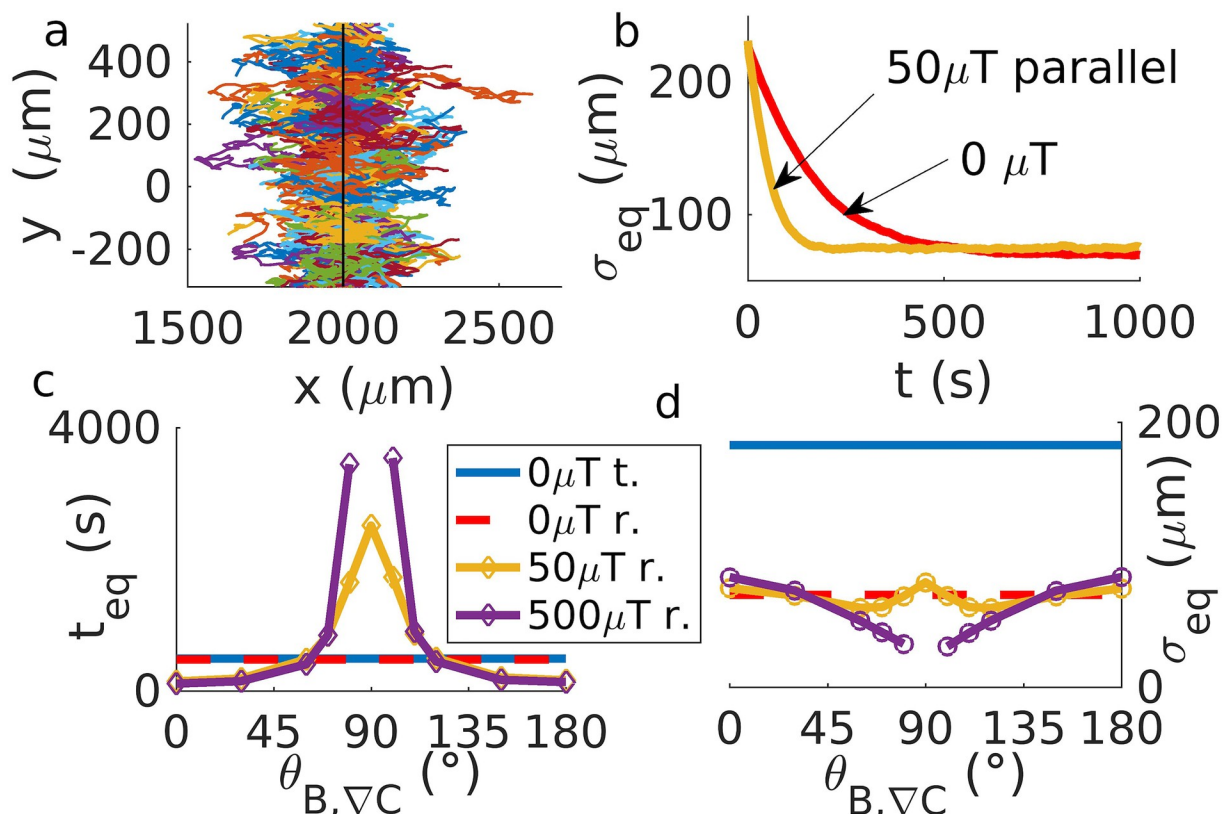 a
400
200
0
-200
y (μm)
1500 2000 2500
x (μm)
b
200
100
σeq (μm)
50μT parallel
0 μT
0 500 1000
t (s)
c
4000
0
teq (s)
0 45 90 135 180
θB,∇C (°)
0μT t.
0μT r.
50μT r.
500μT r.
d
200
0
σeq (μm)
0 45 90 135 180
θB,∇C (°)